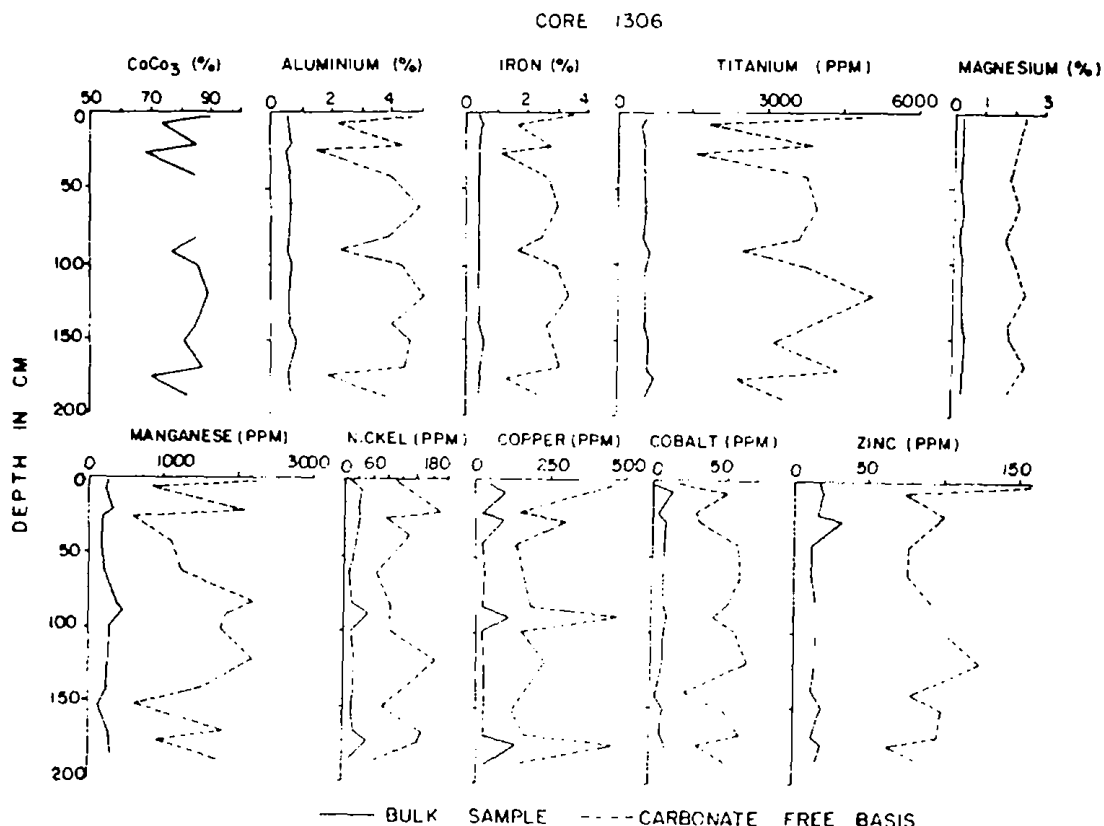 CORE 1306
CaCo3 (%) ALUMINIUM (%) IRON (%) TITANIUM (PPM) MAGNESIUM (%)
50 70 90 0 2 4 0 2 4 0 3000 6000 0 1 3
0
50
100
150
200
DEPTH IN CM
MANGANESE (PPM) NICKEL (PPM) COPPER (PPM) COBALT (PPM) ZINC (PPM)
0 1000 3000 0 60 180 0 250 500 0 50 0 50 150
0
50
100
150
200
BULK SAMPLE CARBONATE FREE BASIS